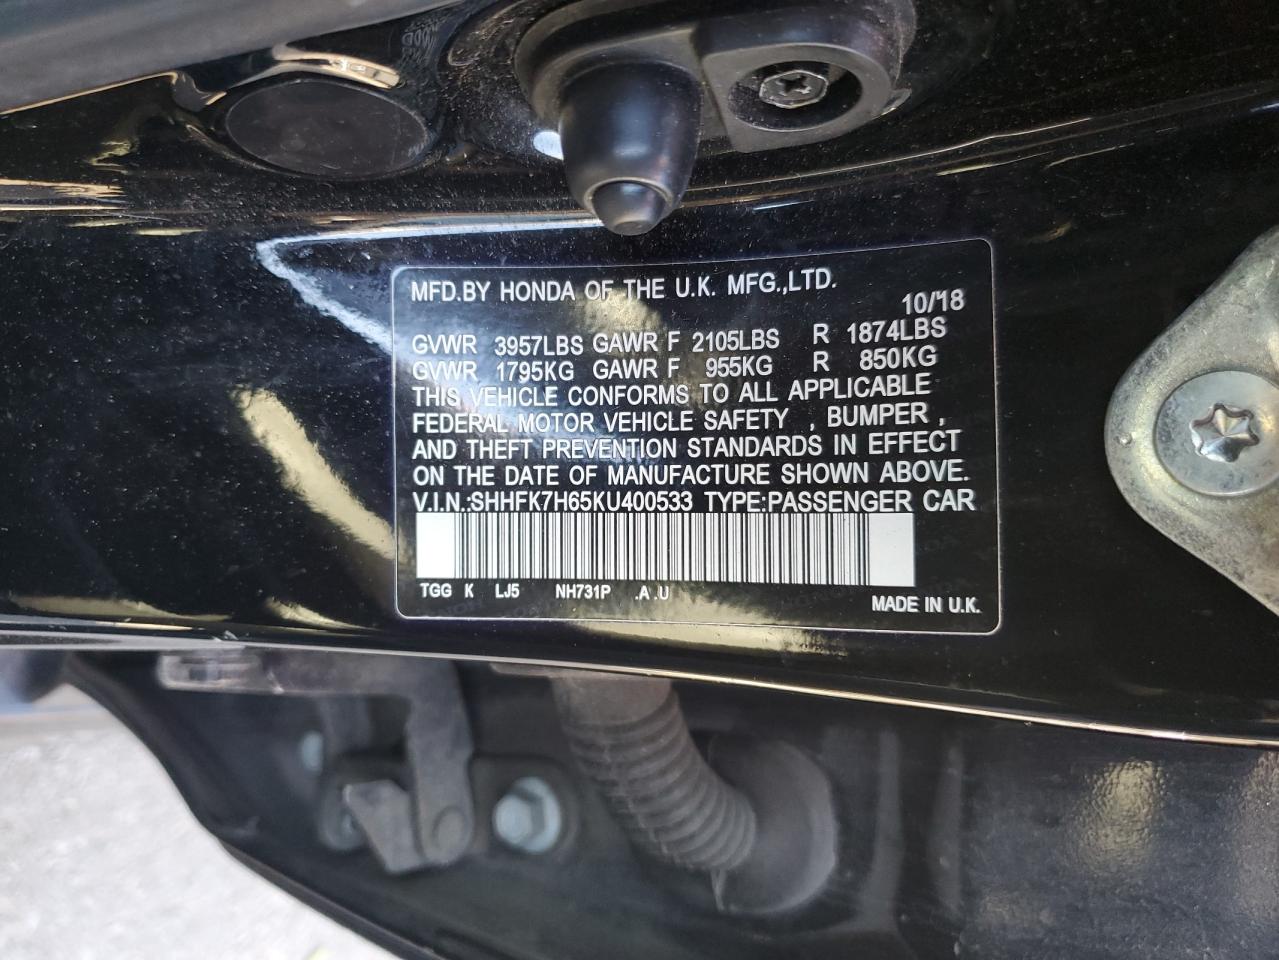 MFD.BY HONDA OF THE U.K. MFG.,LTD.
10/'18
GVWR 3957LBS GAWR F 2105LBS R 1874LBS
GVWR 1795KG GAWR F 955KG R 850KG
THIS VEHICLE CONFORMS TO ALL APPLICABLE
FEDERAL MOTOR VEHICLE SAFETY , BUMPER ,
AND THEFT PREVENTION STANDARDS IN EFFECT
ON THE DATE OF MANUFACTURE SHOWN ABOVE.
V.I.N.:SHHFK7H65KU400533 TYPE:PASSENGER CAR
TGG K LJ5 NH731P .A .U
MADE IN U.K.